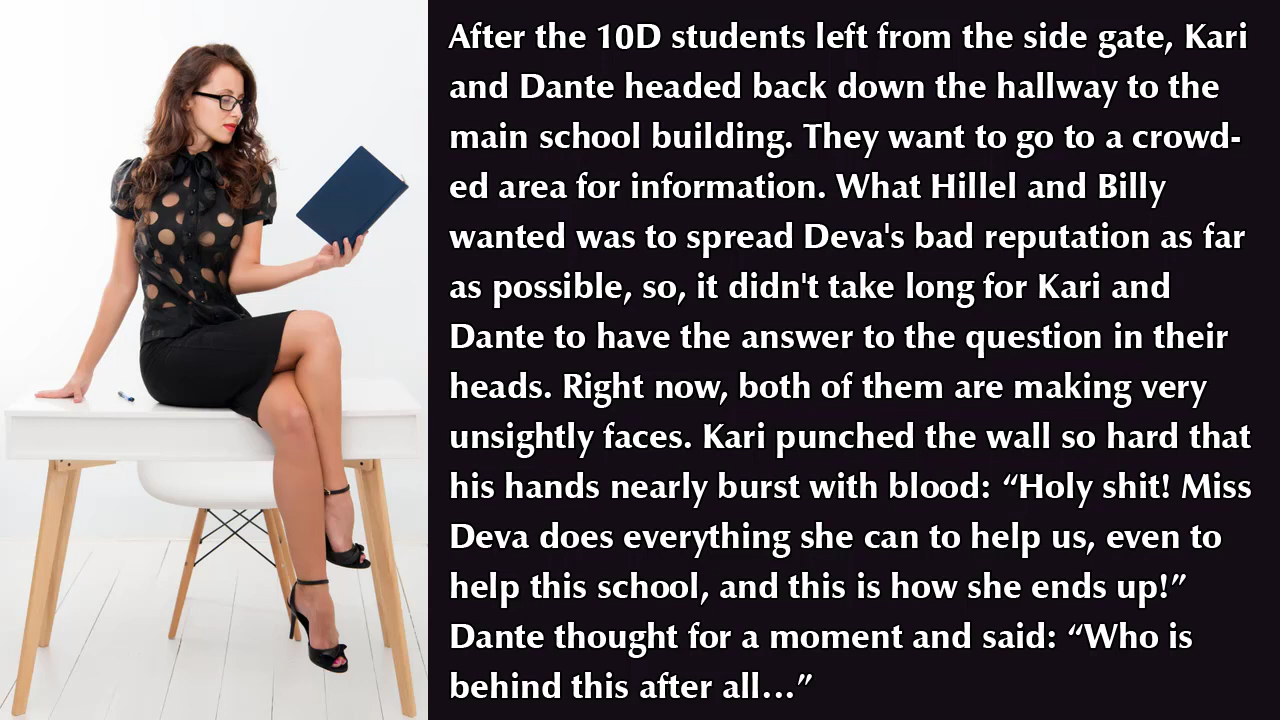 After the 10D students left from the side gate, Kari
and Dante headed back down the hallway to the
main school building. They want to go to a crowd-
ed area for information. What Hillel and Billy
wanted was to spread Deva's bad reputation as far
as possible, so, it didn't take long for Kari and
Dante to have the answer to the question in their
heads. Right now, both of them are making very
unsightly faces. Kari punched the wall so hard that
his hands nearly burst with blood: “Holy shit! Miss
Deva does everything she can to help us, even to
help this school, and this is how she ends up!”
Dante thought for a moment and said: “Who is
behind this after all...”